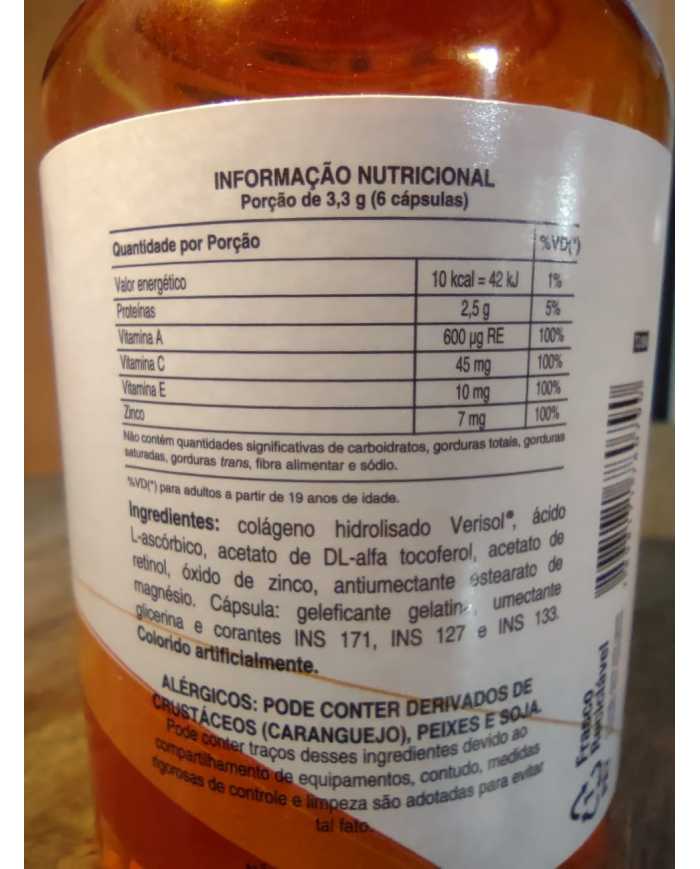 INFORMAÇÃO NUTRICIONAL
Porção de 3,3 g (6 cápsulas)
Quantidade por Porção %VD(*)
Valor energético 10 kcal = 42 kJ 1%
Proteínas 2,5 g 5%
Vitamina A 600 µg RE 100%
Vitamina C 45 mg 100%
Vitamina E 10 mg 100%
Zinco 7 mg 100%
Não contém quantidades significativas de carboidratos, gorduras totais, gorduras
saturadas, gorduras trans, fibra alimentar e sódio.
%VD(*) para adultos a partir de 19 anos de idade.
Ingredientes: colágeno hidrolisado Verisol®, ácido
L-ascórbico, acetato de DL-alfa tocoferol, acetato de
retinol, óxido de zinco, antiumectante estearato de
magnésio. Cápsula: geleificante gelatina, umectante
glicerina e corantes INS 171, INS 127 e INS 133.
Colorido artificialmente.
ALÉRGICOS: PODE CONTER DERIVADOS DE
CRUSTÁCEOS (CARANGUEJO), PEIXES E SOJA.
Pode conter traços desses ingredientes devido ao
compartilhamento de equipamentos, contudo, medidas
rigorosas de controle e limpeza são adotadas para evitar
tal fato.
Frasco
Reciclável